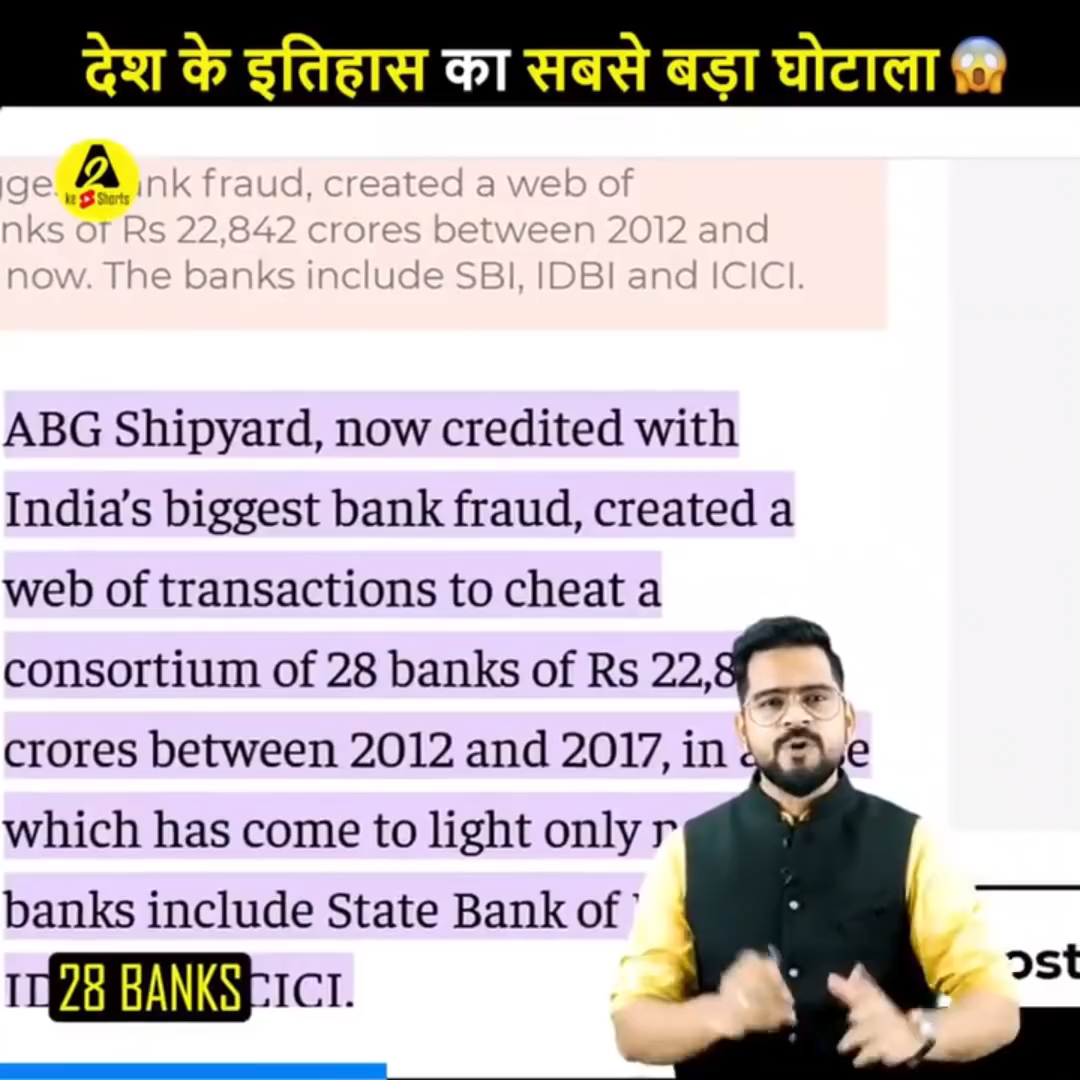 देश के इतिहास का सबसे बड़ा घोटाला
fraud, created a web of
of Rs 22,842 crores between 2012 and
now. The banks include SBI, IDBI and ICICI.
A2
ke Shorts
ABG Shipyard, now credited with
India’s biggest bank fraud, created a
web of transactions to cheat a
consortium of 28 banks of Rs 22,8
crores between 2012 and 2017, in a
which has come to light only
banks include State Bank of
28 BANKS